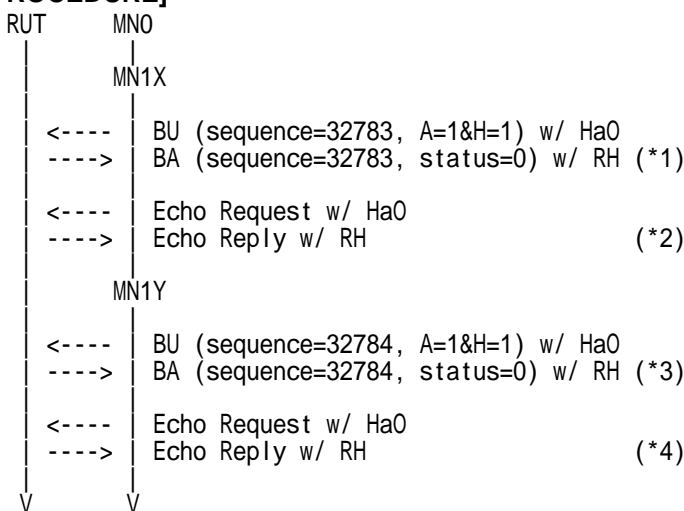 ROCEDURE]
RUT MN0
MN1X
<---- BU (sequence=32783, A=1&H=1) w/ HaO
----> BA (sequence=32783, status=0) w/ RH (*1)
<---- Echo Request w/ HaO
----> Echo Reply w/ RH (*2)
MN1Y
<---- BU (sequence=32784, A=1&H=1) w/ HaO
----> BA (sequence=32784, status=0) w/ RH (*3)
<---- Echo Request w/ HaO
----> Echo Reply w/ RH (*4)
V V